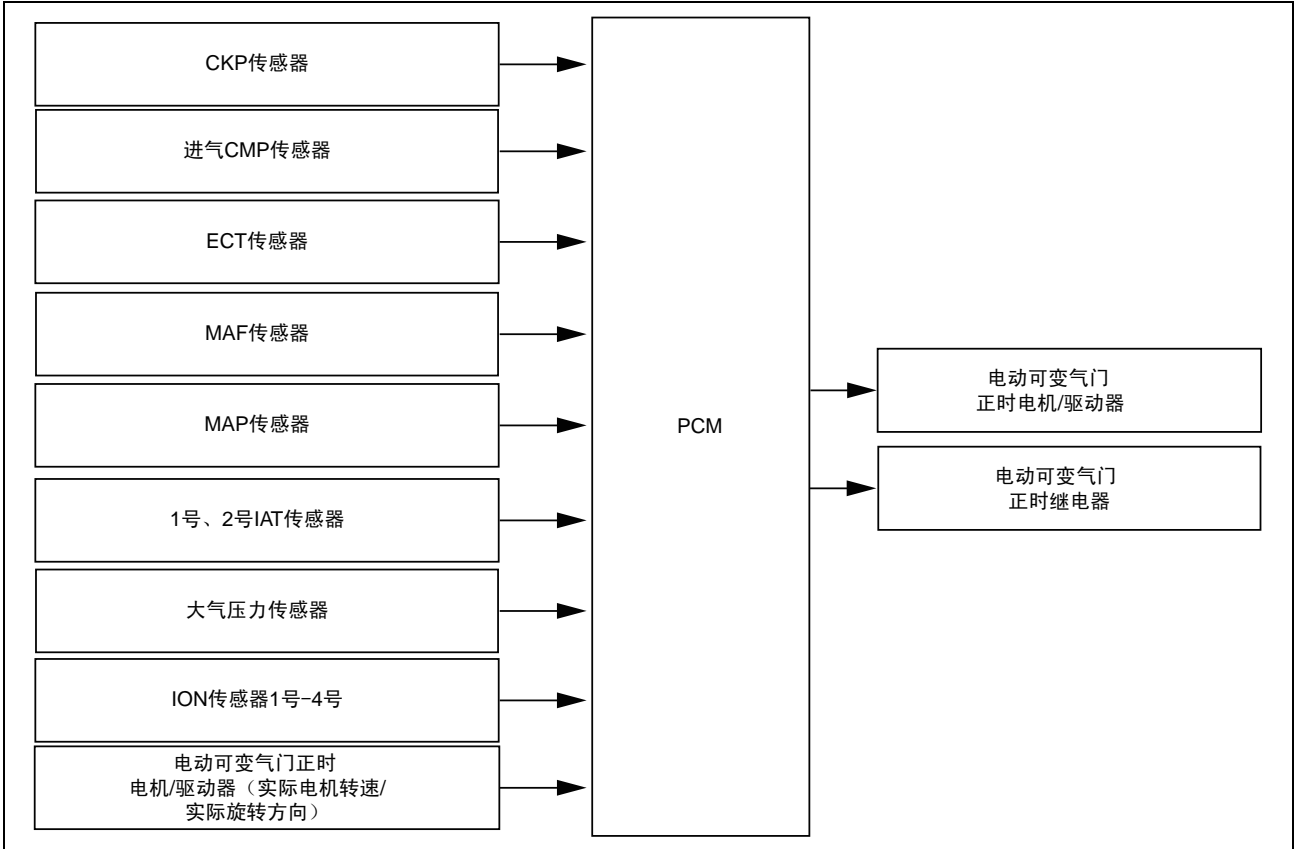 CKP传感器
进气CMP传感器
ECT传感器
MAF传感器
MAP传感器
1号、2号IAT传感器
大气压力传感器
ION传感器1号-4号
电动可变气门正时
电机/驱动器（实际电机转速/
实际旋转方向）
PCM
电动可变气门
正时电机/驱动器
电动可变气门
正时继电器